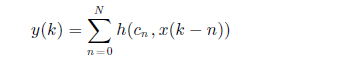 $$y(k) = \sum_{n=0}^{N} h(c_n, x(k-n))$$